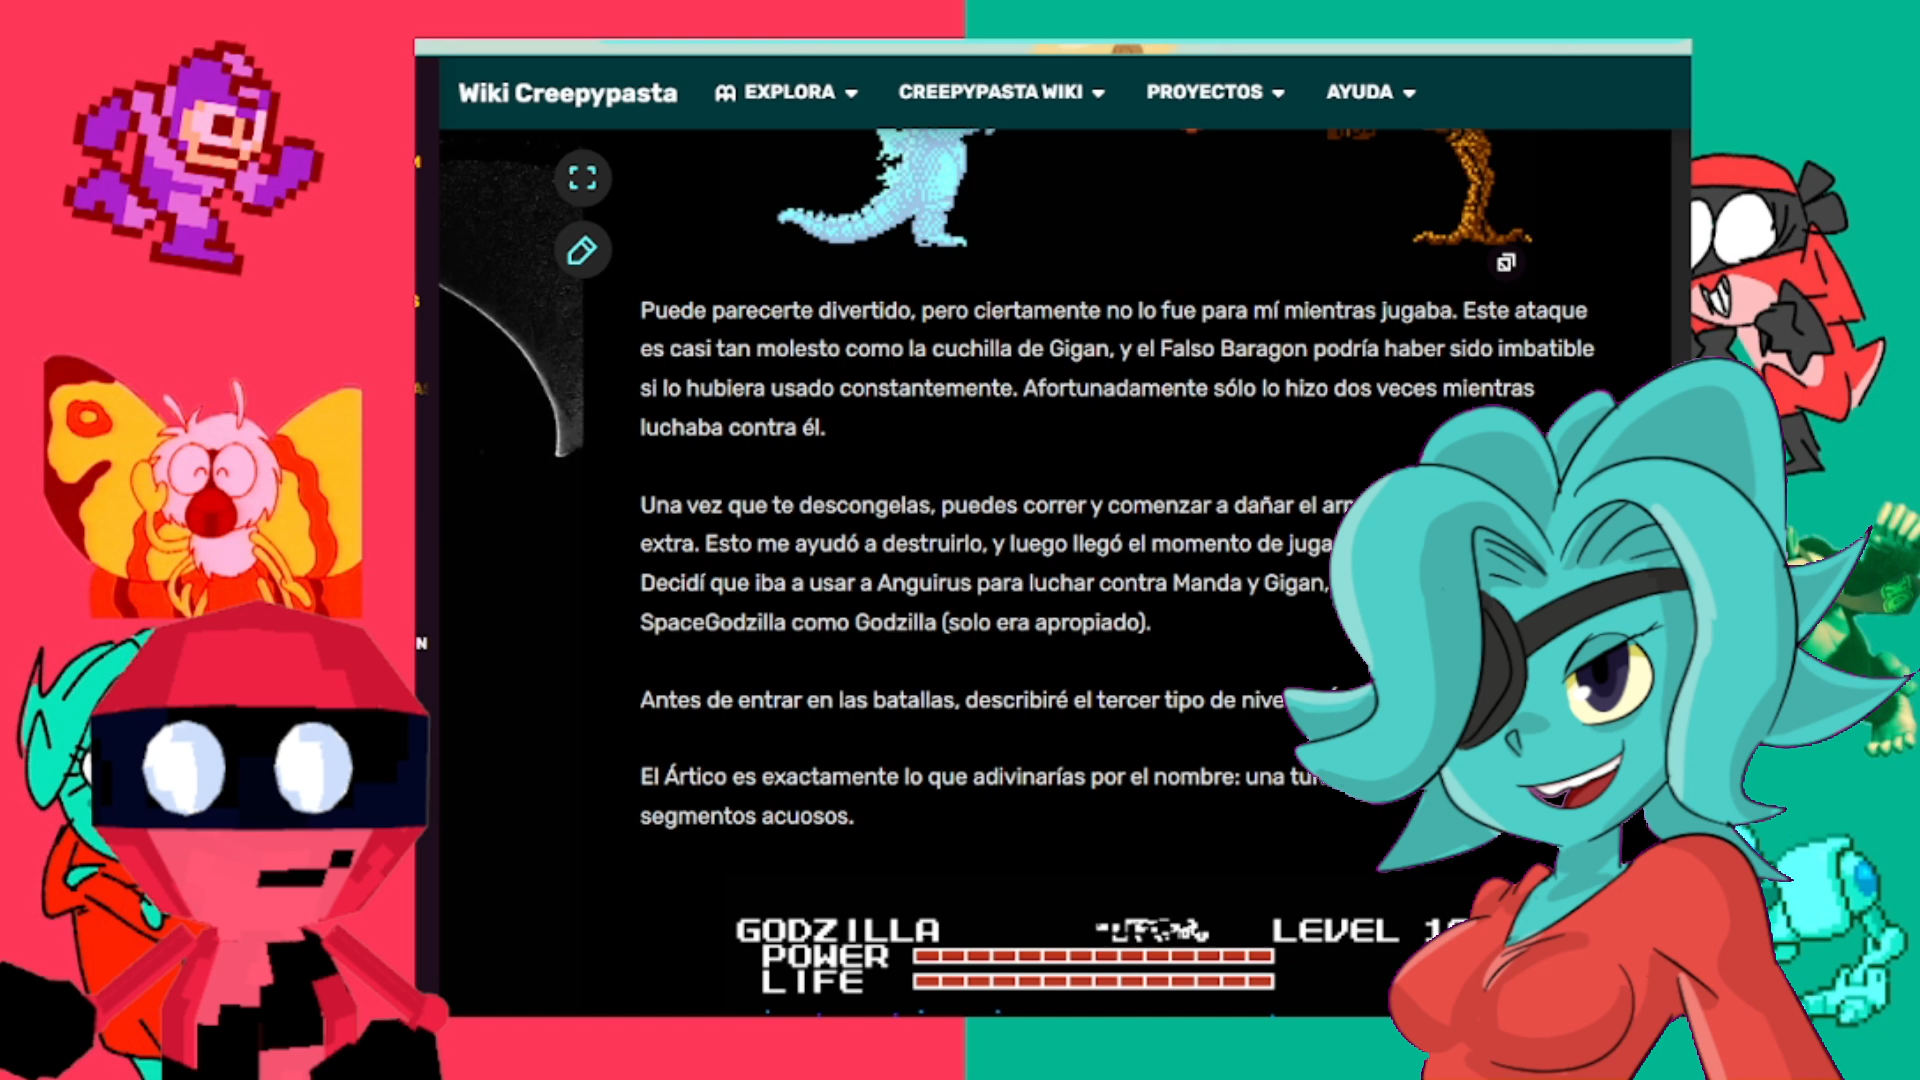 Wiki Creepypasta EXPLORA CREEPYPASTA WIKI PROYECTOS AYUDA
Puede parecerte divertido, pero ciertamente no lo fue para mí mientras jugaba. Este ataque
es casi tan molesto como la cuchilla de Gigan, y el Falso Baragon podría haber sido imbatible
si lo hubiera usado constantemente. Afortunadamente sólo lo hizo dos veces mientras
luchaba contra él.
Una vez que te descongelas, puedes correr y comenzar a dañar el
extra. Esto me ayudó a destruirlo, y luego llegó el momento de
Decidí que iba a usar a Anguirus para luchar contra Manda y Gigan,
SpaceGodzilla como Godzilla (solo era apropiado).
Antes de entrar en las batallas, describiré el tercer tipo de
El Ártico es exactamente lo que adivinarías por el nombre: una
segmentos acuosos.
GODZILLA LEVEL
POWER
LIFE